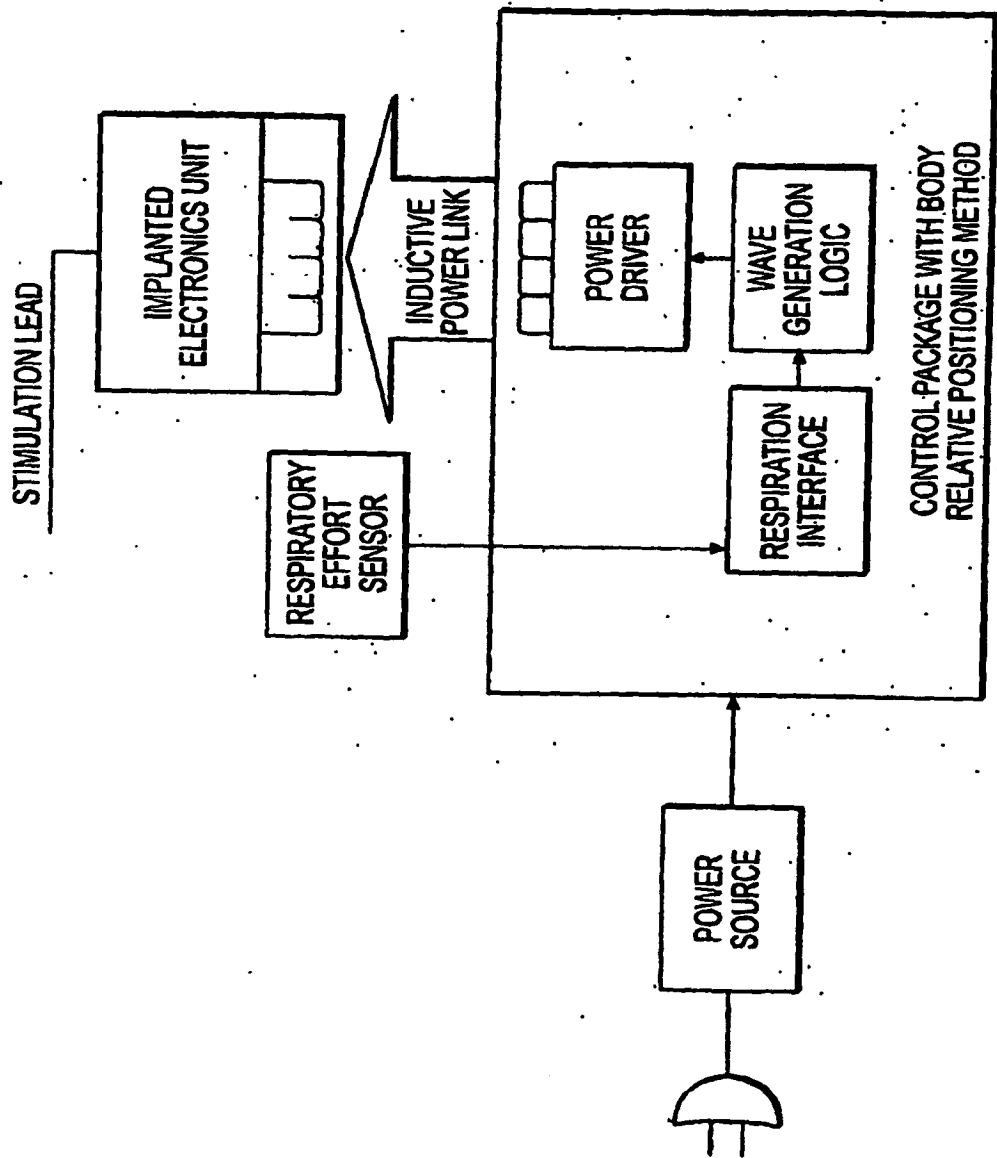 STIMULATION LEAD
IMPLANTED
ELECTRONICS UNIT
INDUCTIVE
POWER LINK
RESPIRATORY
EFFORT
SENSOR
POWER
DRIVER
WAVE
GENERATION
LOGIC
RESPIRATION
INTERFACE
CONTROL PACKAGE WITH BODY
RELATIVE POSITIONING METHOD
POWER
SOURCE